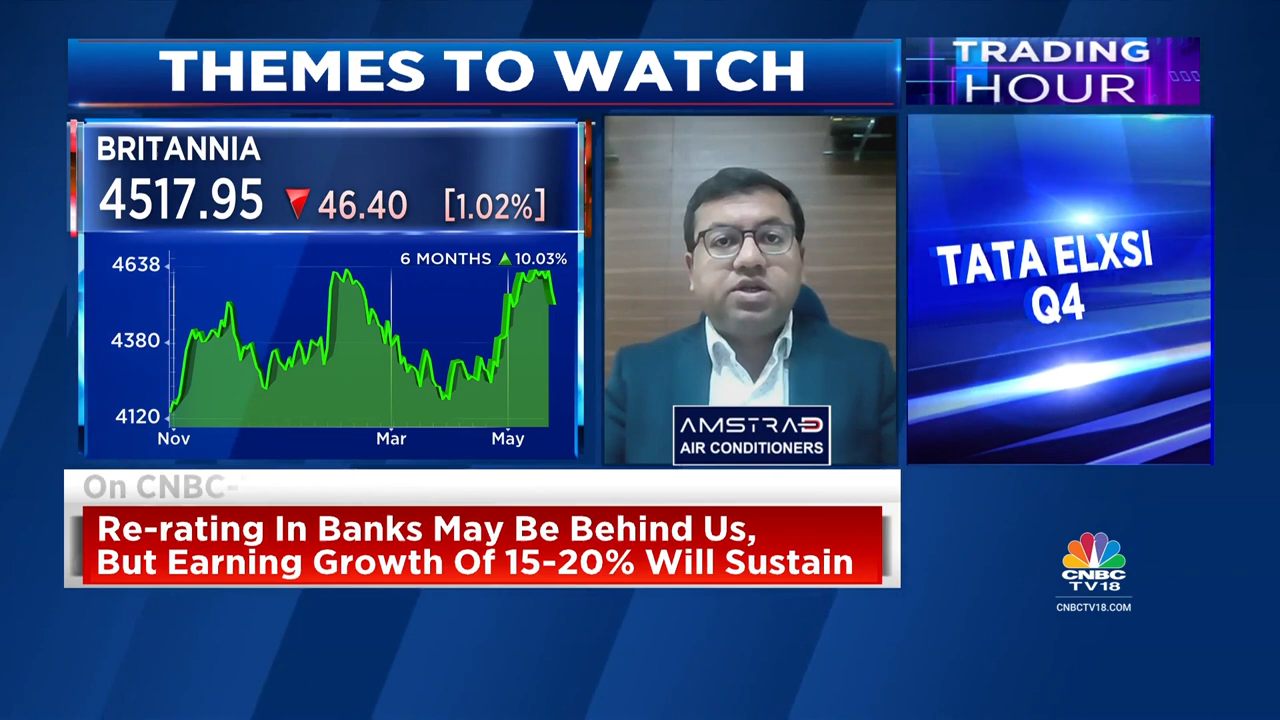 THEMES TO WATCH
TRADING
HOUR
BRITANNIA
4517.95 ▼ 46.40 [1.02%]
6 MONTHS ▲ 10.03%
4638
4380
4120
Nov Mar May
AMSTRAD
AIR CONDITIONERS
TATA ELXSI
Q4
On CNBC-
Re-rating In Banks May Be Behind Us,
But Earning Growth Of 15-20% Will Sustain
CNBC
TV18
CNBCTV18.COM